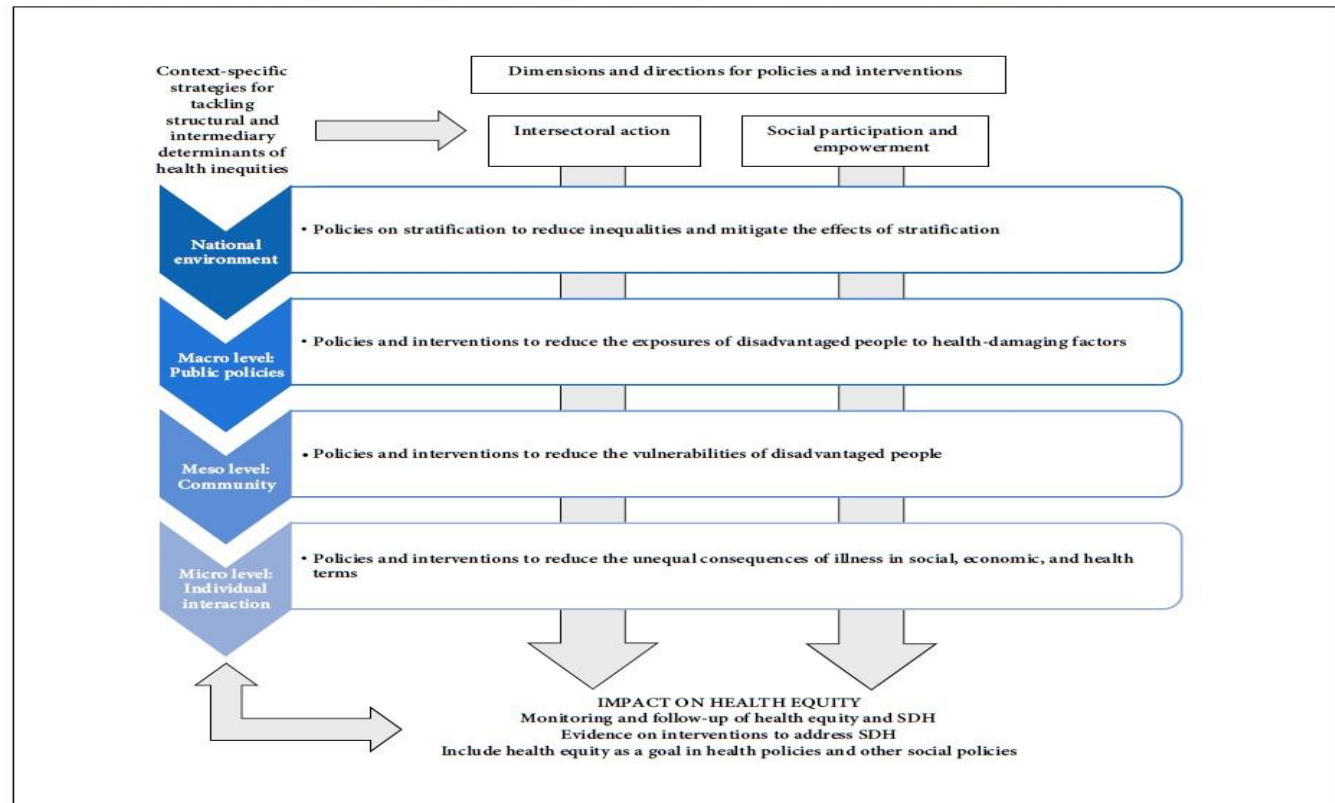 Context-specific
strategies for
tackling
structural and
intermediary
determinants of
health inequities
Dimensions and directions for policies and interventions
Intersectoral action
Social participation and
empowerment
National
environment
• Policies on stratification to reduce inequalities and mitigate the effects of stratification
Macro level:
Public policies
• Policies and interventions to reduce the exposures of disadvantaged people to health-damaging factors
Meso level:
Community
• Policies and interventions to reduce the vulnerabilities of disadvantaged people
Micro level:
Individual
interaction
• Policies and interventions to reduce the unequal consequences of illness in social, economic, and health
terms
IMPACT ON HEALTH EQUITY
Monitoring and follow-up of health equity and SDH
Evidence on interventions to address SDH
Include health equity as a goal in health policies and other social policies